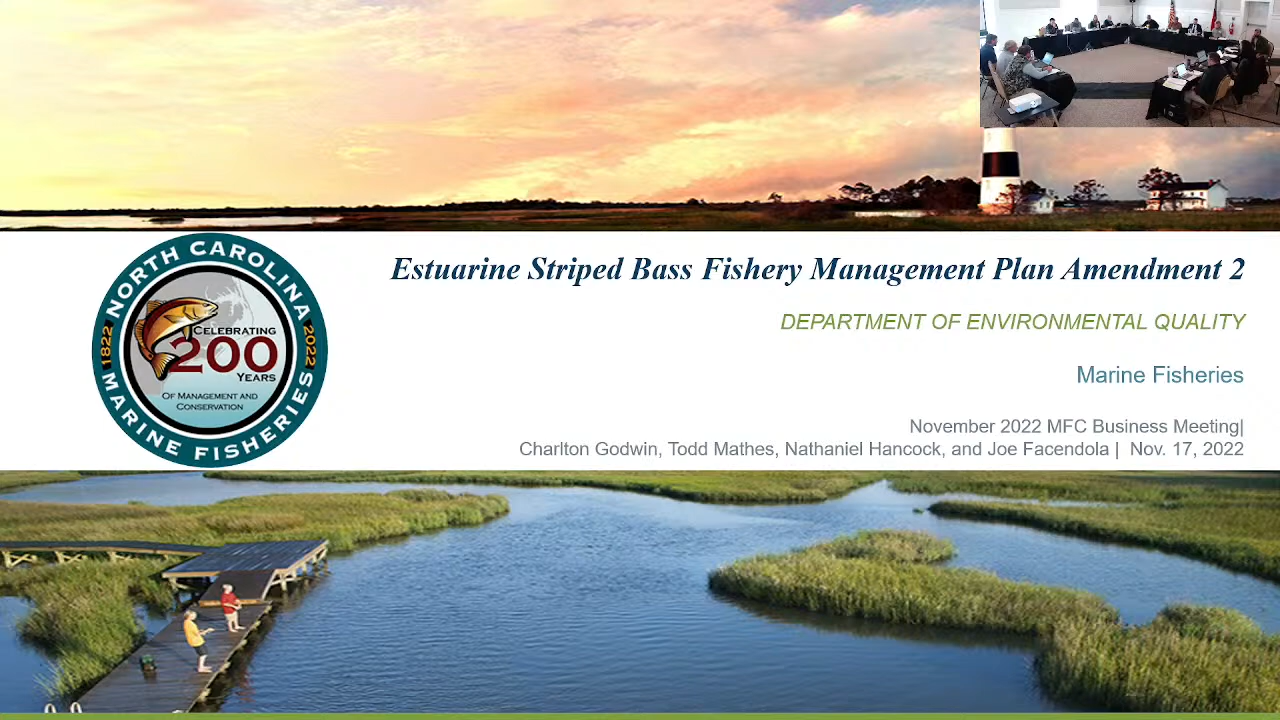 Estuarine Striped Bass Fishery Management Plan Amendment 2
DEPARTMENT OF ENVIRONMENTAL QUALITY
Marine Fisheries
November 2022 MFC Business Meeting|
Charlton Godwin, Todd Mathes, Nathaniel Hancock, and Joe Facendola | Nov. 17, 2022
NORTH CAROLINA
1822
2022
CELEBRATING
200
YEARS
OF MANAGEMENT AND
CONSERVATION
MARINE FISHERIES